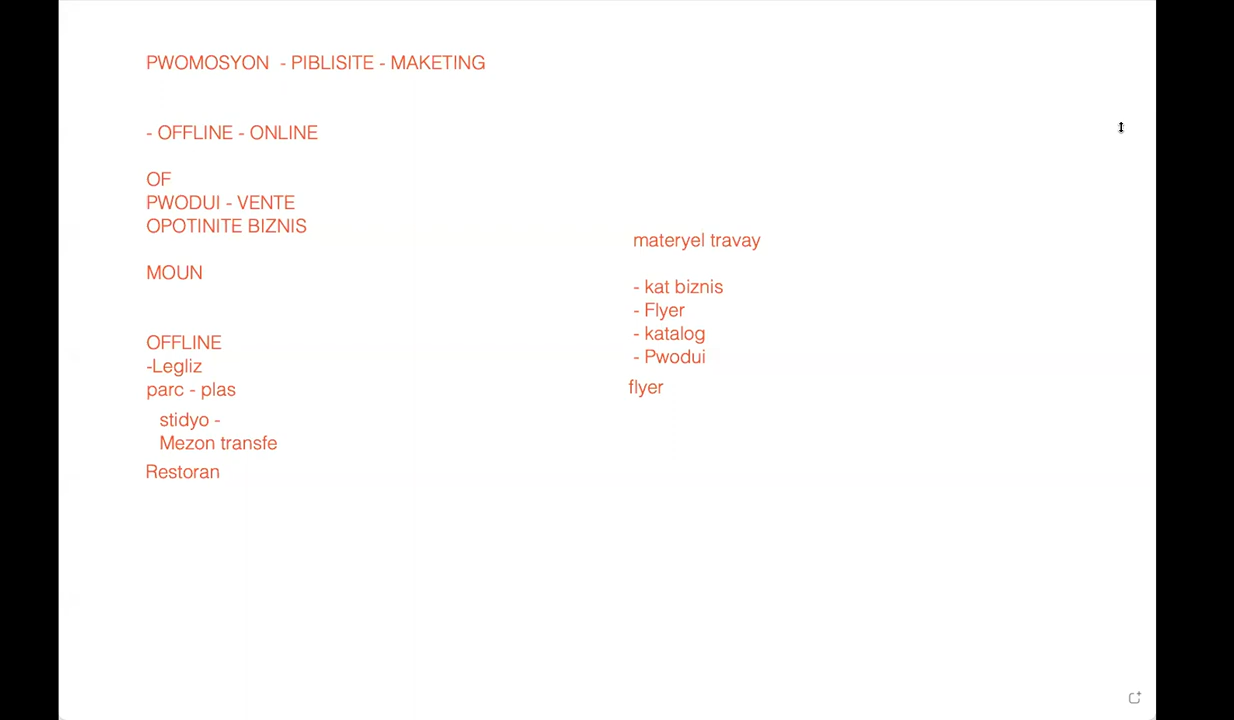 PWOMOSYON - PIBLISITE - MAKETING
- OFFLINE - ONLINE
OF
PWODUI - VENTE
OPOTINITE BIZNIS
MOUN
OFFLINE
-Legliz
parc - plas
stidyo -
Mezon transfe
Restoran
materyel travay
- kat biznis
- Flyer
- katalog
- Pwodui
flyer